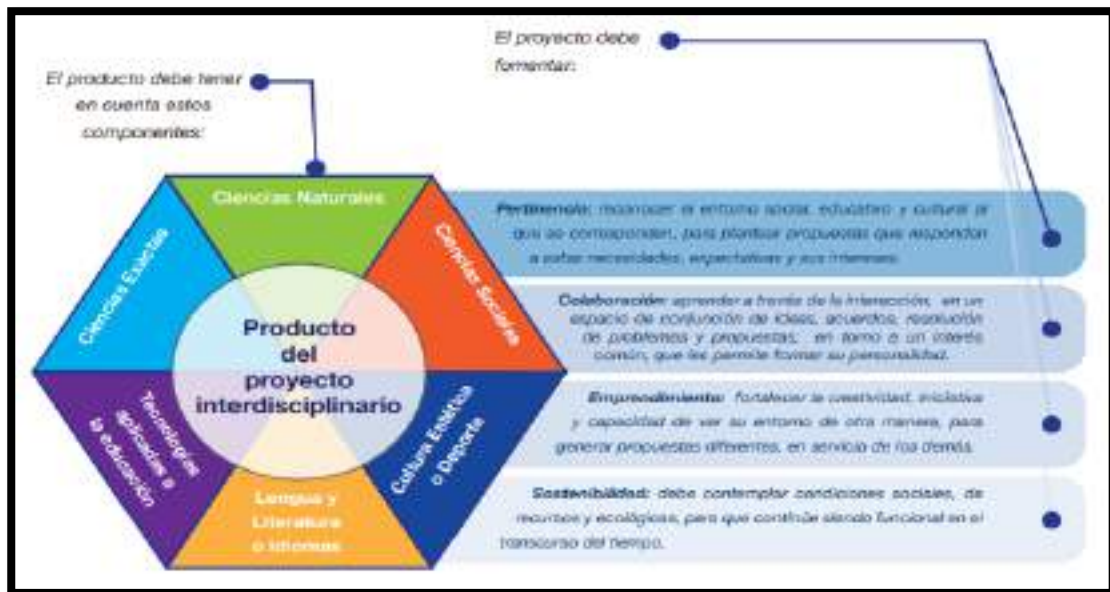 El proyecto debe
fomentar:
El producto debe tener
en cuenta estos
componentes:
Ciencias Naturales
Ciencias Exactas
Ciencias Sociales
Producto
del
proyecto
interdisciplinario
Tecnologías
aplicadas a
la educación
Cultura Estética
o Deporte
Lengua y
Literatura
o Idiomas
Pertinencia: reconocer el entorno social, educativo y cultural al
que se corresponden, para plantear propuestas que respondan
a estas necesidades, expectativas y sus intereses.
Colaboración: aprender a través de la interacción, en un
espacio de conjunción de ideas, acuerdos, resolución
de problemas y propuestas, en torno a un interés
común, que les permite formar su personalidad.
Emprendimiento: fortalecer la creatividad, iniciativa
y capacidad de ver su entorno de otra manera, para
generar propuestas diferentes, en servicio de los demás.
Sostenibilidad: debe contemplar condiciones sociales, de
recursos y ecológicas, para que continúe siendo funcional en el
transcurso del tiempo.